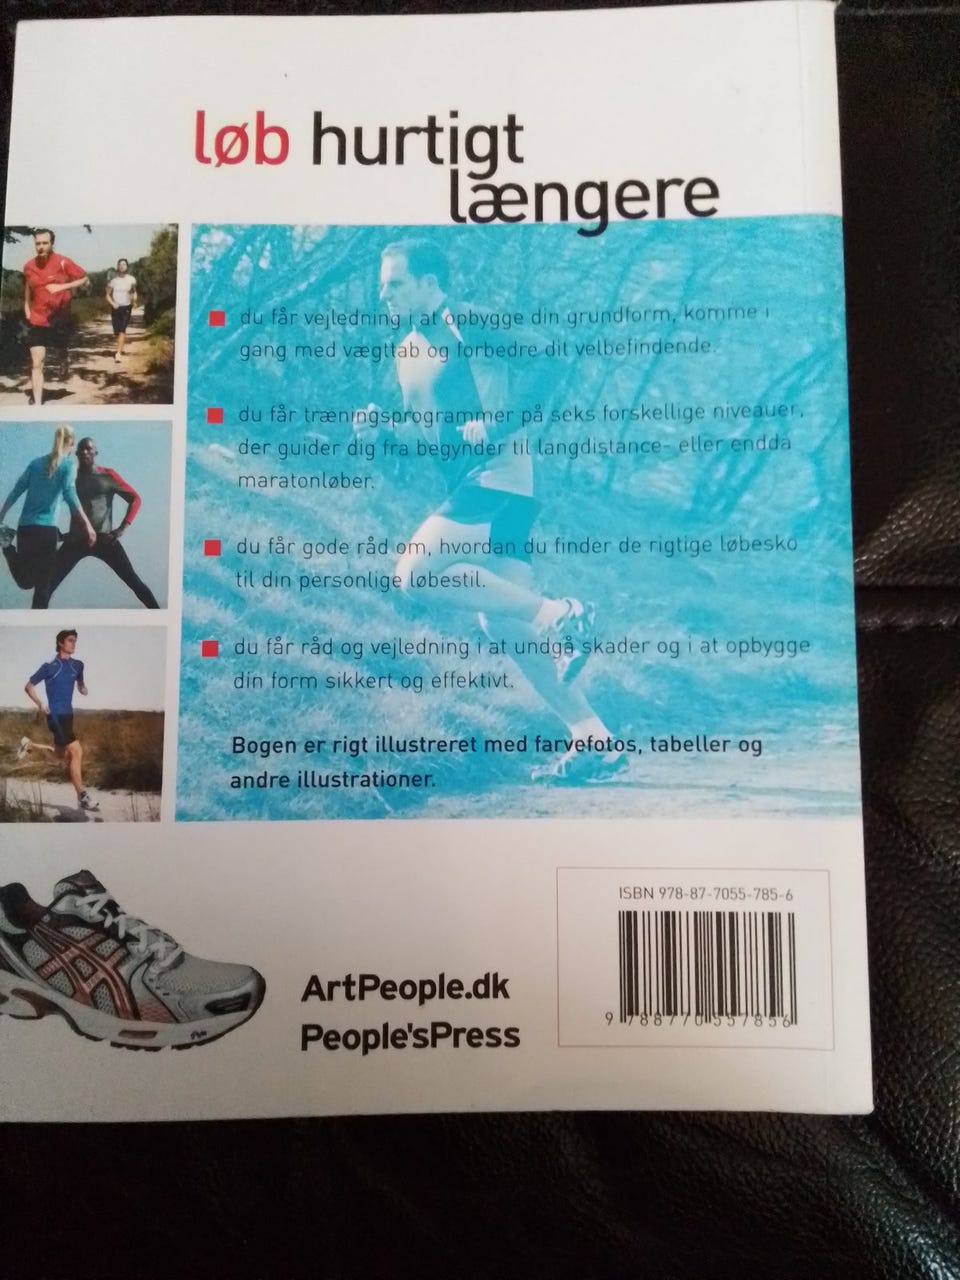 løb hurtigt
længere
du får vejledning i at opbygge din grundform, komme i
gang med vægttab og forbedre dit velbefindende.
du får træningsprogrammer på seks forskellige niveauer,
der guider dig fra begynder til langdistance- eller endda
maratonløber.
du får gode råd om, hvordan du finder de rigtige løbesko
til din personlige løbestil.
du får råd og vejledning i at undgå skader og i at opbygge
din form sikkert og effektivt.
Bogen er rigt illustreret med farvefotos, tabeller og
andre illustrationer.
ArtPeople.dk
People'sPress
ISBN 978-87-7055-785-6
9 788770 557856